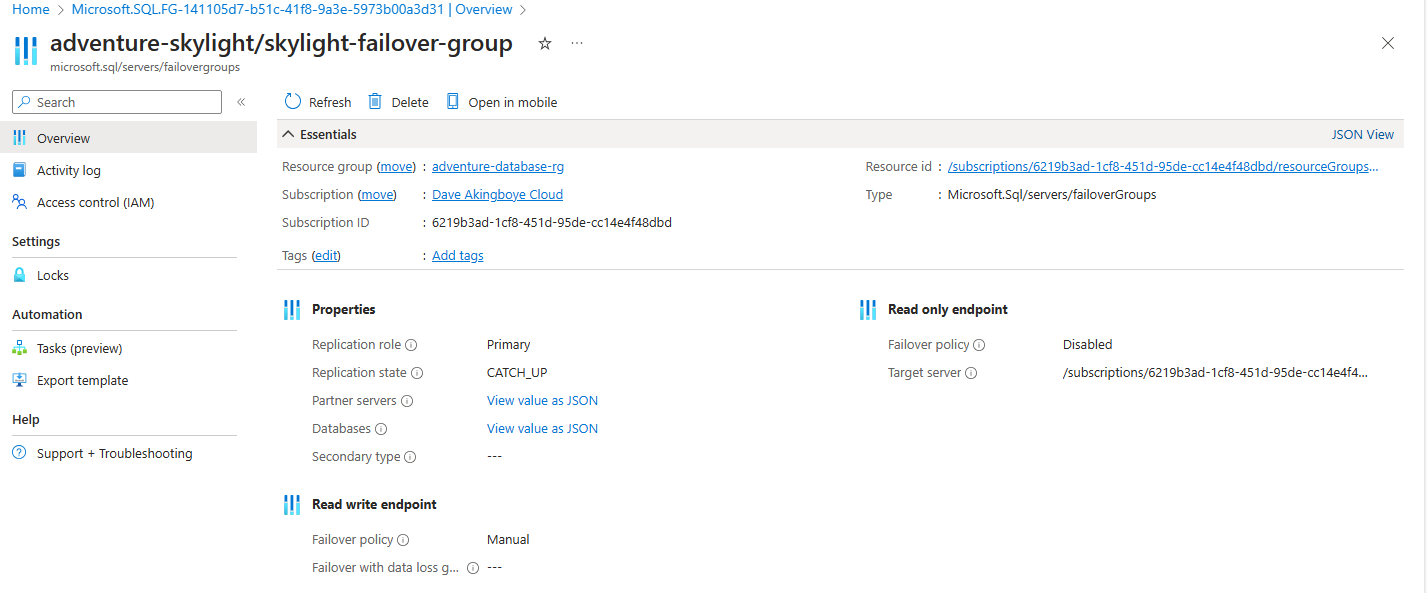 Home > Microsoft.SQL.FG-141105d7-b51c-41f8-9a3e-5973b00a3d31 | Overview >
adventure-skylight/skylight-failover-group
microsoft.sql/servers/failovergroups
Search
Overview
Activity log
Access control (IAM)
Settings
Locks
Automation
Tasks (preview)
Export template
Help
Support + Troubleshooting
Refresh Delete Open in mobile
Essentials JSON View
Resource group (move) : adventure-database-rg
Subscription (move) : Dave Akingboye Cloud
Subscription ID : 6219b3ad-1cf8-451d-95de-cc14e4f48dbd
Tags (edit) : Add tags
Resource id : /subscriptions/6219b3ad-1cf8-451d-95de-cc14e4f48dbd/resourceGroups...
Type : Microsoft.Sql/servers/failoverGroups
Properties
Replication role Primary
Replication state CATCH_UP
Partner servers View value as JSON
Databases View value as JSON
Secondary type ---
Read write endpoint
Failover policy Manual
Failover with data loss g... ---
Read only endpoint
Failover policy Disabled
Target server /subscriptions/6219b3ad-1cf8-451d-95de-cc14e4f4...